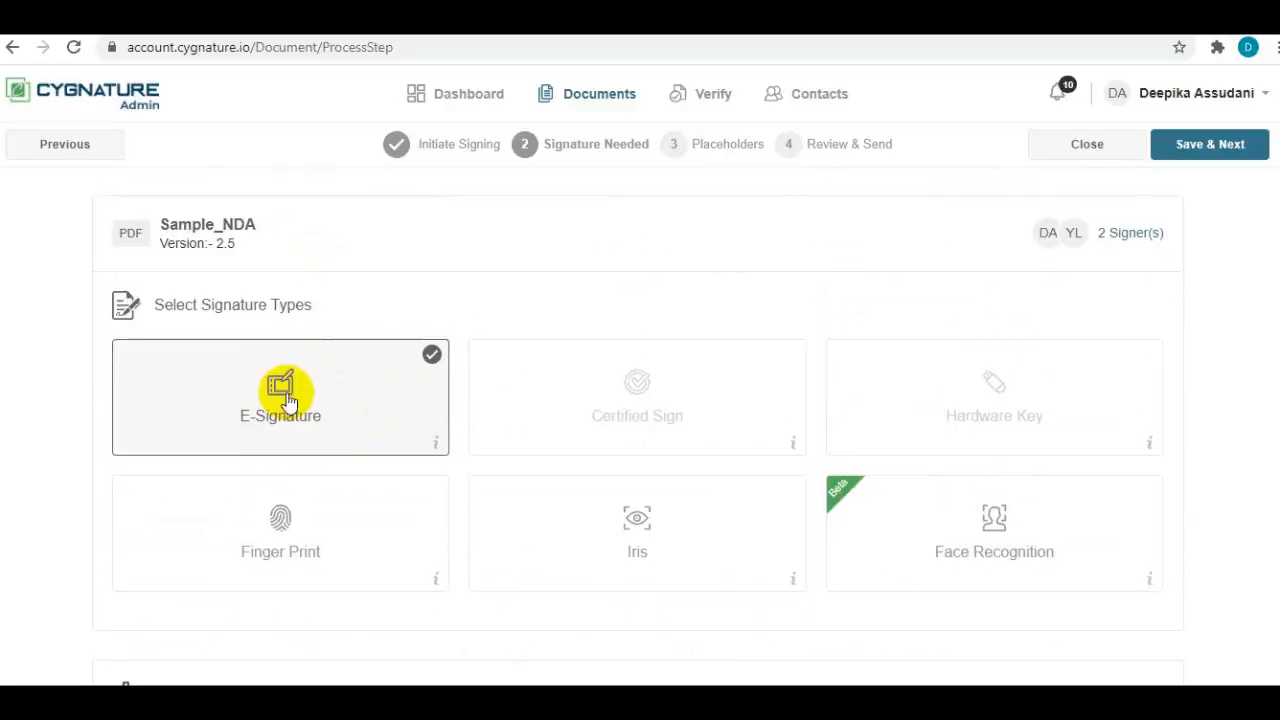 account.cygnature.io/Document/ProcessStep
D
CYGNATURE
Admin
Dashboard
Documents
Verify
Contacts
10
DA
Deepika Assudani
Previous
Initiate Signing
2 Signature Needed
3 Placeholders
4 Review & Send
Close
Save & Next
PDF
Sample_NDA
Version:- 2.5
DA YL 2 Signer(s)
Select Signature Types
E-Signature
i
Certified Sign
i
Hardware Key
i
Finger Print
i
Iris
i
Beta
Face Recognition
i